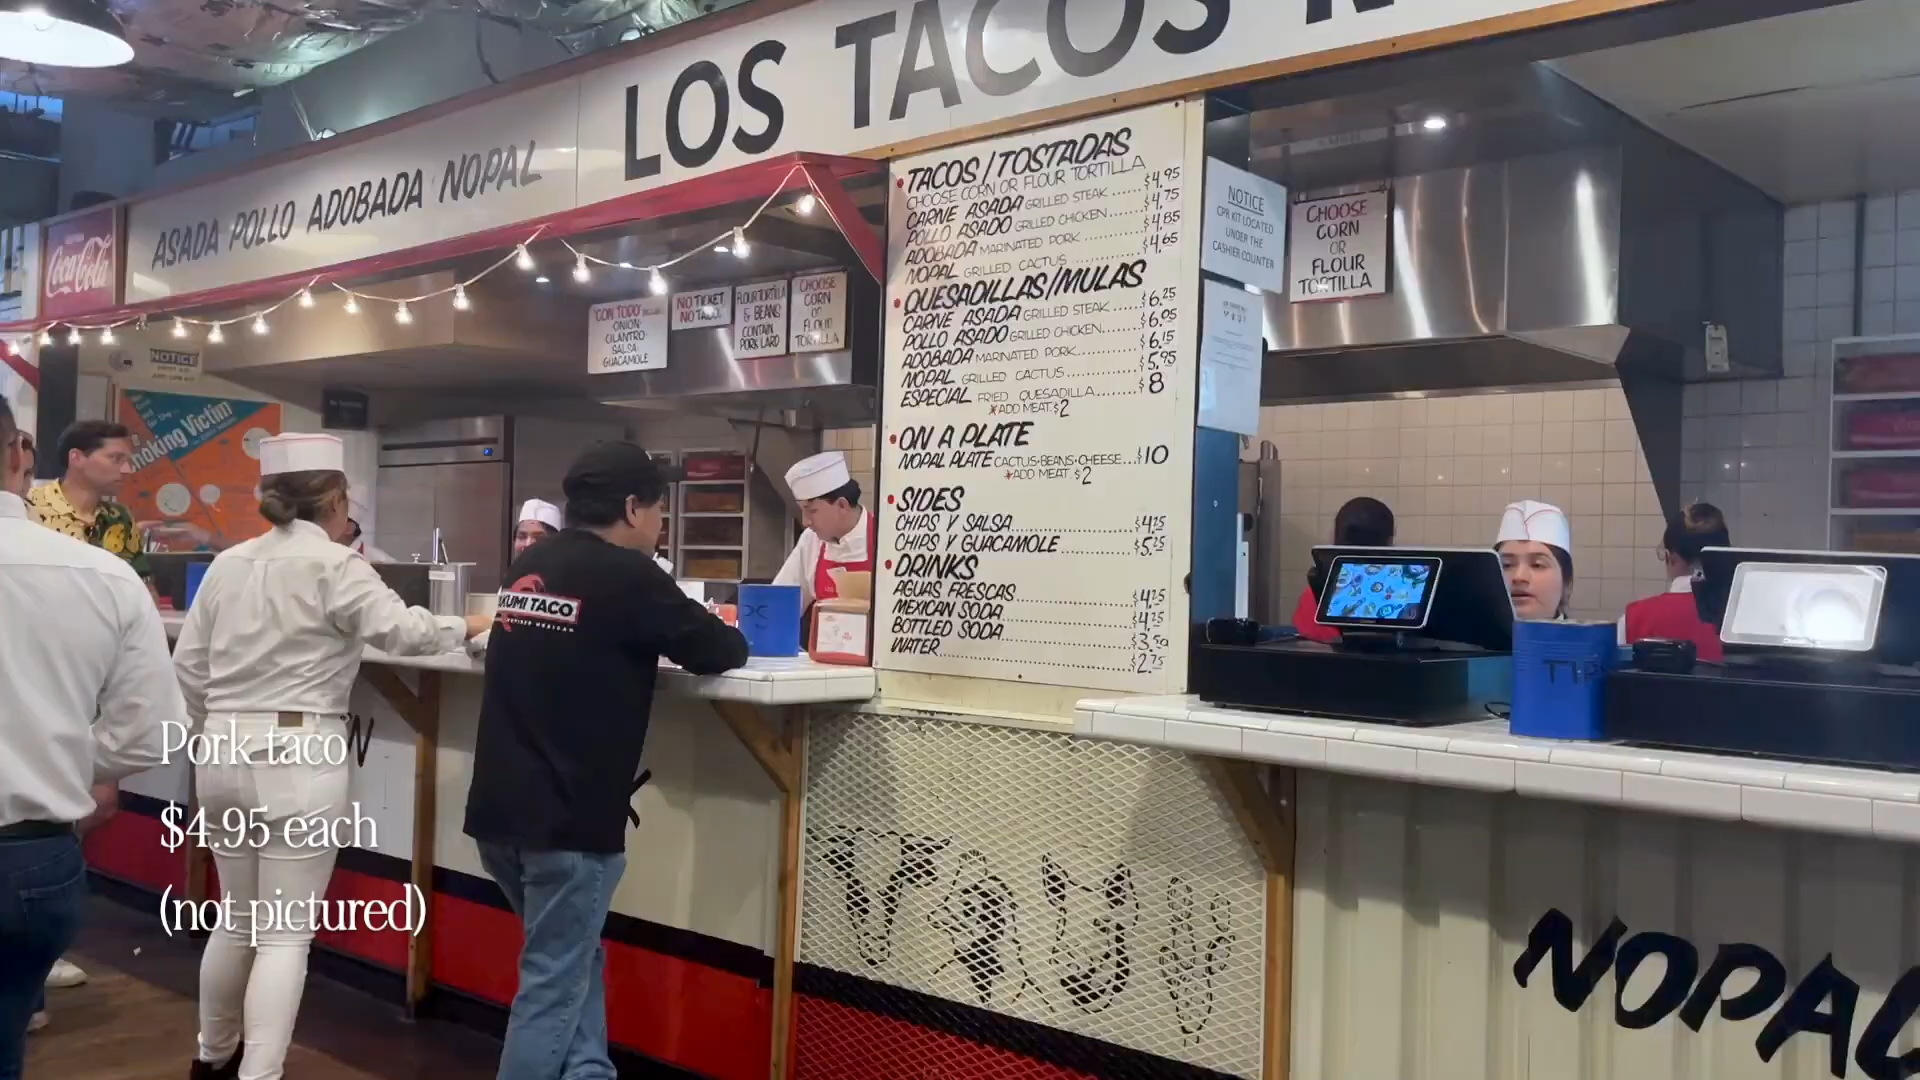 LOS TACOS
ASADA POLLO ADOBADA NOPAL
Coca-Cola
TACOS/TOSTADAS
CHOOSE CORN OR FLOUR TORTILLA
CARNE ASADA GRILLED STEAK ...... $4.95
POLLO ASADO GRILLED CHICKEN ..... $4.75
ADOBADA MARINATED PORK ........... $4.85
NOPAL GRILLED CACTUS ............. $4.65
QUESADILLAS/MULAS
CARNE ASADA GRILLED STEAK ..... $6.25
POLLO ASADO GRILLED CHICKEN..... $6.05
ADOBADA MARINATED PORK ........... $6.15
NOPAL GRILLED CACTUS ............. $5.95
ESPECIAL FRIED QUESADILLA ......... $8
*ADD MEAT $2
ON A PLATE
NOPAL PLATE CACTUS·BEANS·CHEESE...$10
*ADD MEAT $2
SIDES
CHIPS Y SALSA ................ $4.25
CHIPS Y GUACAMOLE ............ $5.25
DRINKS
AGUAS FRESCAS ................ $4.25
MEXICAN SODA ................. $4.25
BOTTLED SODA ................. $3.50
WATER ........................ $2.75
NOTICE
CPR KIT LOCATED
UNDER THE
CASHIER COUNTER
CHOOSE
CORN
OR
FLOUR
TORTILLA
"CON TODO"
ONION·
CILANTRO·
SALSA·
GUACAMOLE
NO TICKET,
NO TACO.
FLOUR TORTILLA
& BEANS
CONTAIN
PORK LARD
CHOOSE
CORN
OR
FLOUR
TORTILLA
NOTICE
Choking Victim
KUMI TACO
TIPS
NOPAL
Pork taco
$4.95 each
(not pictured)